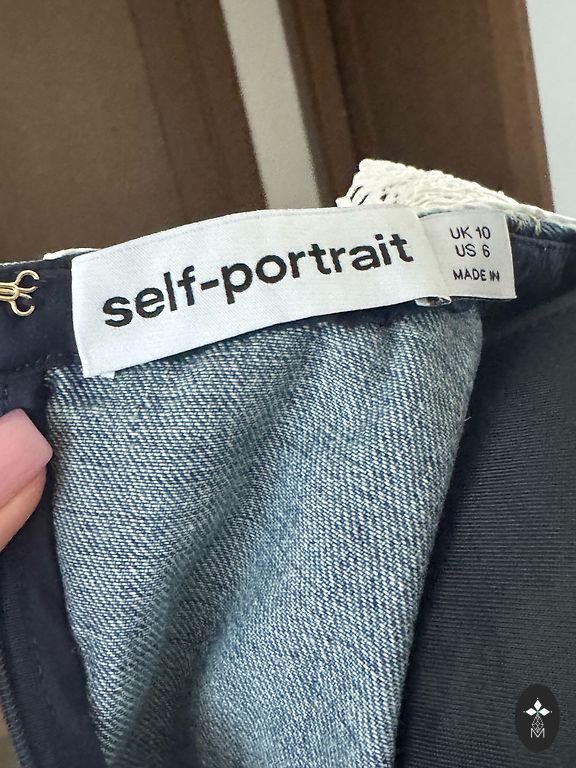 self-portrait
UK 10
US 6
MADE IN